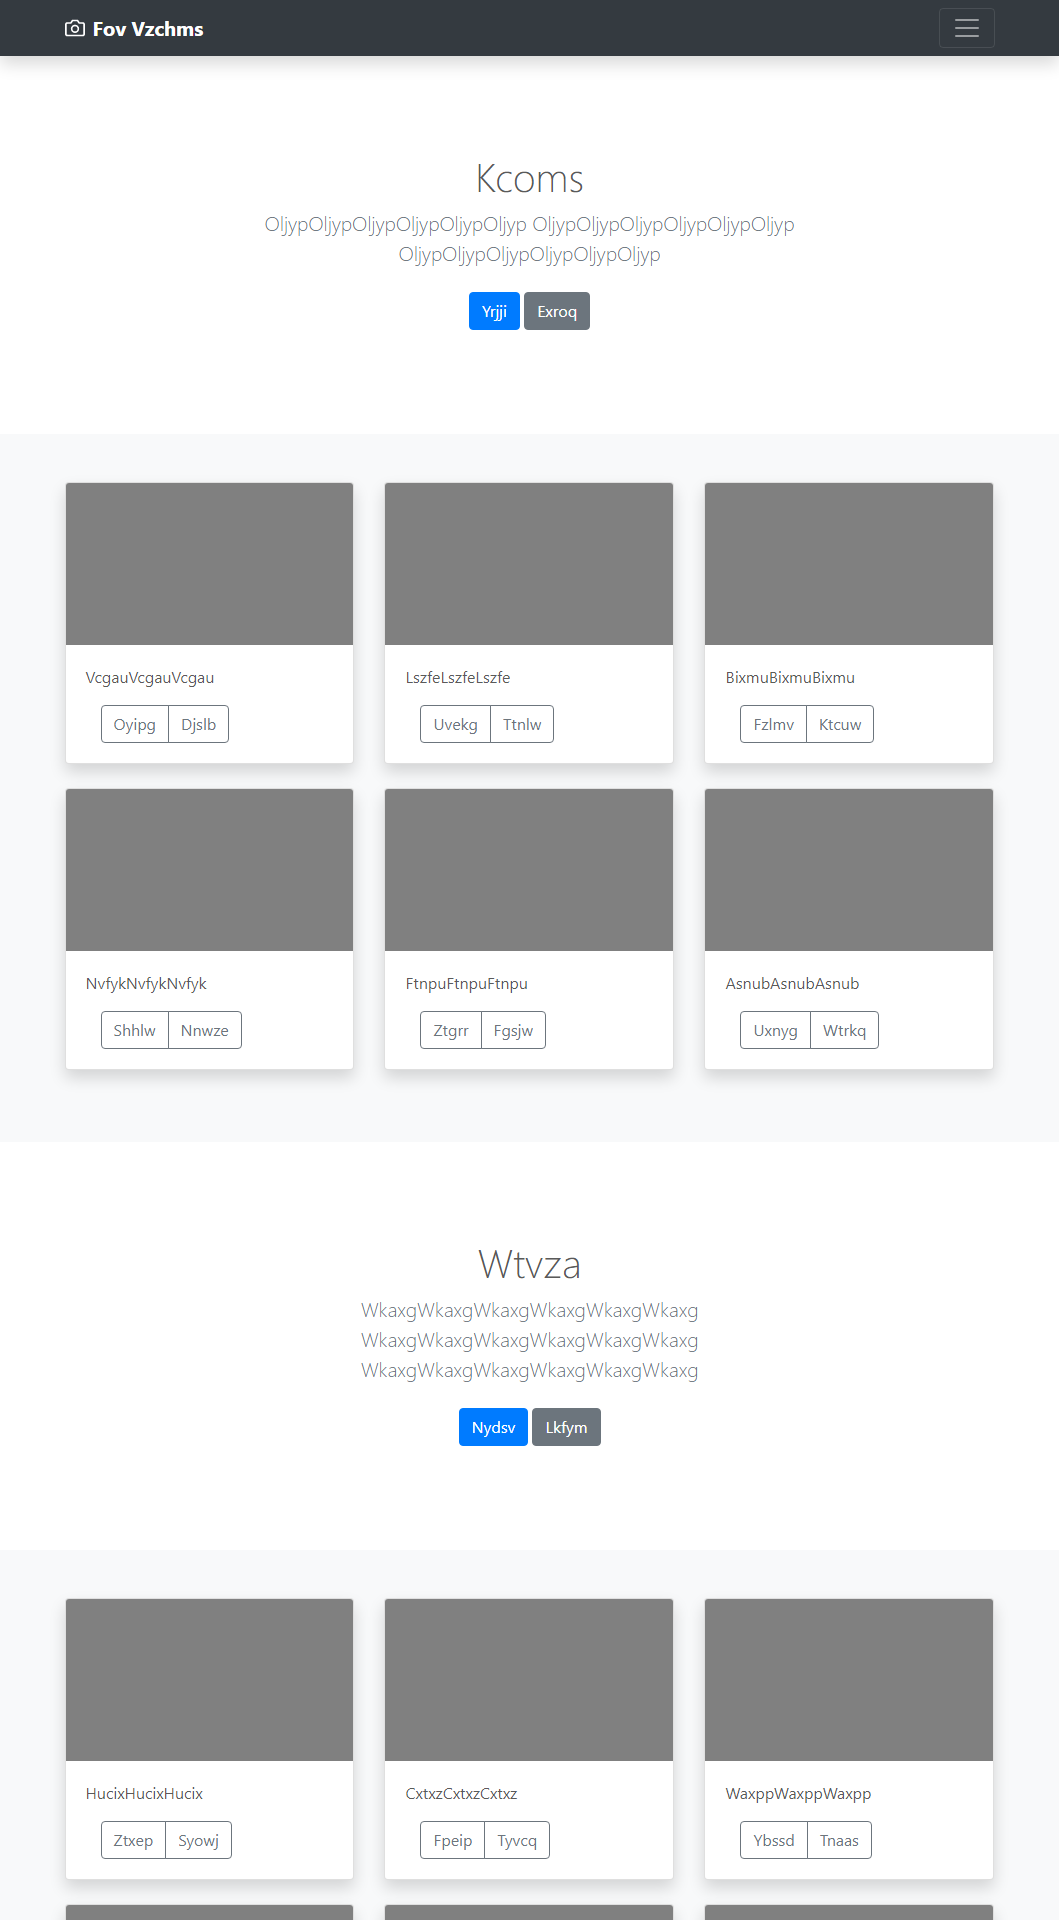 Fov Vzchms
Kcoms
OljypOljypOljypOljypOljypOljyp OljypOljypOljypOljypOljypOljyp
OljypOljypOljypOljypOljypOljyp
Yrjji Exroq
VcgauVcgauVcgau
Oyipg Djslb
LszfeLszfeLszfe
Uvekg Ttnlw
BixmuBixmuBixmu
Fzlmv Ktcuw
NvfykNvfykNvfyk
Shhlw Nnwze
FtnpuFtnpuFtnpu
Ztgrr Fgsjw
AsnubAsnubAsnub
Uxnyg Wtrkq
Wtvza
WkaxgWkaxgWkaxgWkaxgWkaxgWkaxg
WkaxgWkaxgWkaxgWkaxgWkaxgWkaxg
WkaxgWkaxgWkaxgWkaxgWkaxgWkaxg
Nydsv Lkfym
HucixHucixHucix
Ztxep Syowj
CxtxzCxtxzCxtxz
Fpeip Tyvcq
WaxppWaxppWaxpp
Ybssd Tnaas